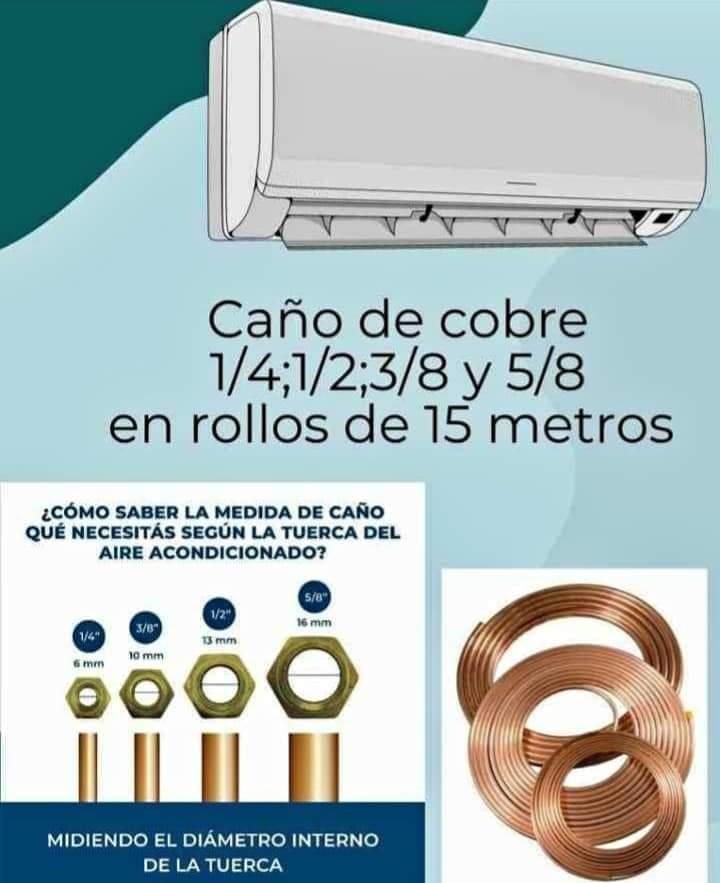 Caño de cobre
1/4;1/2;3/8 y 5/8
en rollos de 15 metros
¿CÓMO SABER LA MEDIDA DE CAÑO
QUÉ NECESITÁS SEGÚN LA TUERCA DEL
AIRE ACONDICIONADO?
1/4"
6 mm
3/8"
10 mm
1/2"
13 mm
5/8"
16 mm
MIDIENDO EL DIÁMETRO INTERNO
DE LA TUERCA